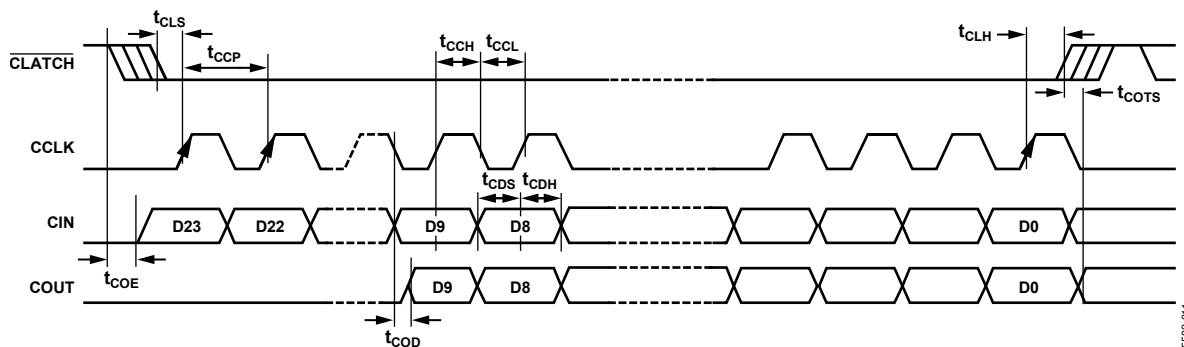 tCLS
tCLH
tCCH tCCL
tCCP
CLATCH
tCOTS
CCLK
tCDS tCDH
CIN D23 D22 D9 D8 D0
tCOE
COUT D9 D8 D0
tCOD